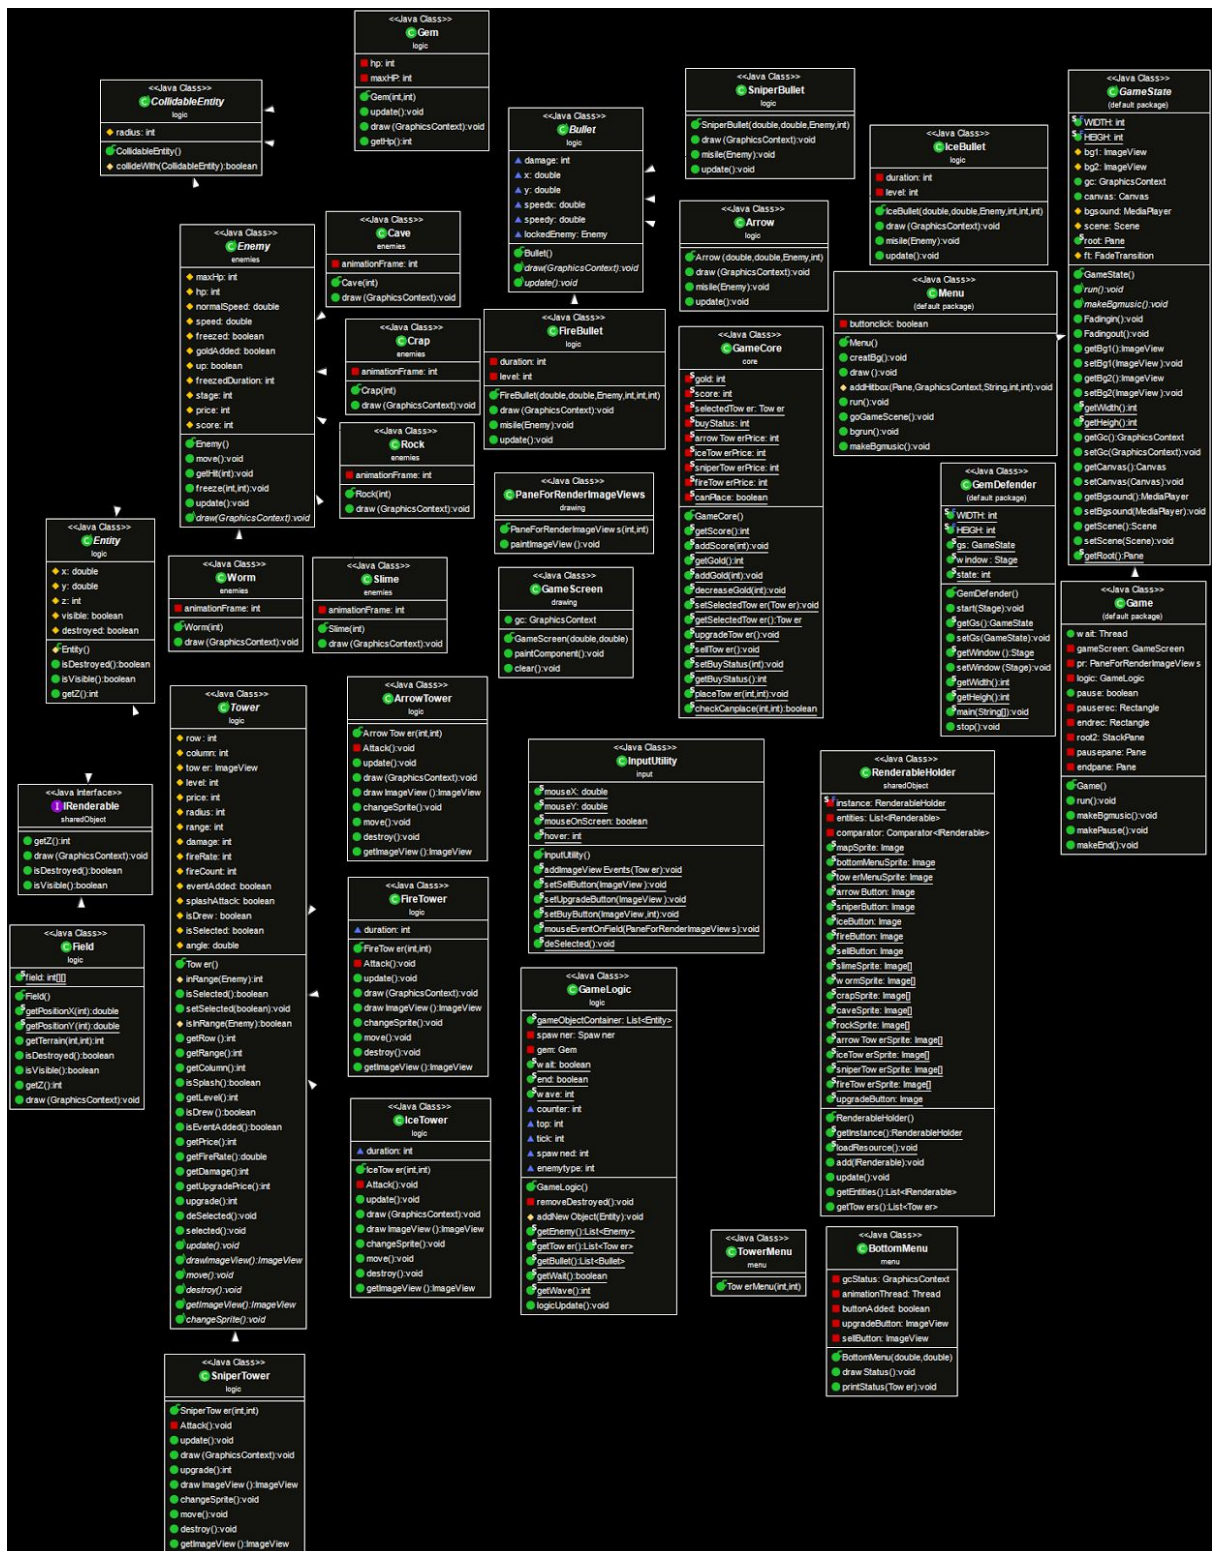 <<Java Class>>
Gem
logic
hp: int
maxHP: int
Gem(int,int)
update():void
draw(GraphicsContext):void
getHp():int
<<Java Class>>
CollidableEntity
logic
radius: int
CollidableEntity()
collideWith(CollidableEntity):boolean
<<Java Class>>
Bullet
logic
damage: int
x: double
y: double
speedx: double
speedy: double
lockedEnemy: Enemy
Bullet()
draw(GraphicsContext):void
update():void
<<Java Class>>
SniperBullet
logic
SniperBullet(double,double,Enemy,int)
draw(GraphicsContext):void
misile(Enemy):void
update():void
<<Java Class>>
IceBullet
logic
duration: int
level: int
IceBullet(double,double,Enemy,int,int,int)
draw(GraphicsContext):void
misile(Enemy):void
update():void
<<Java Class>>
GameState
(default package)
WIDTH: int
HEIGH: int
bg1: ImageView
bg2: ImageView
gc: GraphicsContext
canvas: Canvas
bgsound: MediaPlayer
scene: Scene
root: Pane
ft: FadeTransition
GameState()
run():void
makeBgmusic():void
Fadingin():void
Fadingout():void
getBg1():ImageView
setBg1(ImageView):void
getBg2():ImageView
setBg2(ImageView):void
getWidth():int
getHeigh():int
getGc():GraphicsContext
setGc(GraphicsContext):void
getCanvas():Canvas
setCanvas(Canvas):void
getBgsound():MediaPlayer
setBgsound(MediaPlayer):void
getScene():Scene
setScene(Scene):void
getRoot():Pane
<<Java Class>>
Enemy
enemies
maxHp: int
hp: int
normalSpeed: double
speed: double
freezed: boolean
goldAdded: boolean
up: boolean
freezedDuration: int
stage: int
price: int
score: int
Enemy()
move():void
getHit(int):void
freeze(int,int):void
update():void
draw(GraphicsContext):void
<<Java Class>>
Cave
enemies
animationFrame: int
Cave(int)
draw(GraphicsContext):void
<<Java Class>>
Crap
enemies
animationFrame: int
Crap(int)
draw(GraphicsContext):void
<<Java Class>>
Rock
enemies
animationFrame: int
Rock(int)
draw(GraphicsContext):void
<<Java Class>>
Arrow
logic
Arrow(double,double,Enemy,int)
draw(GraphicsContext):void
misile(Enemy):void
update():void
<<Java Class>>
FireBullet
logic
duration: int
level: int
FireBullet(double,double,Enemy,int,int,int)
draw(GraphicsContext):void
misile(Enemy):void
update():void
<<Java Class>>
Menu
(default package)
buttonclick: boolean
Menu()
creatBg():void
draw():void
addHitbox(Pane,GraphicsContext,String,int,int):void
run():void
goGameScene():void
bgrun():void
makeBgmusic():void
<<Java Class>>
GameCore
core
gold: int
score: int
selectedTower: Tower
buyStatus: int
arrowTowerPrice: int
iceTowerPrice: int
sniperTowerPrice: int
fireTowerPrice: int
canPlace: boolean
GameCore()
getScore():int
addScore(int):void
getGold():int
addGold(int):void
decreaseGold(int):void
setSelectedTower(Tower):void
getSelectedTower():Tower
upgradeTower():void
sellTower():void
setBuyStatus(int):void
getBuyStatus():int
placeTower(int,int):void
checkCanplace(int,int):boolean
<<Java Class>>
GemDefender
(default package)
WIDTH: int
HEIGH: int
gs: GameState
window: Stage
state: int
GemDefender()
start(Stage):void
getGs():GameState
setGs(GameState):void
getWindow():Stage
setWindow(Stage):void
getWidth():int
getHeigh():int
main(String[]):void
stop():void
<<Java Class>>
PaneForRenderImageViews
drawing
PaneForRenderImageViews(int,int)
paintImageView():void
<<Java Class>>
Entity
logic
x: double
y: double
z: int
visible: boolean
destroyed: boolean
Entity()
isDestroyed():boolean
isVisible():boolean
getZ():int
<<Java Class>>
Worm
enemies
animationFrame: int
Worm(int)
draw(GraphicsContext):void
<<Java Class>>
Slime
enemies
animationFrame: int
Slime(int)
draw(GraphicsContext):void
<<Java Class>>
GameScreen
drawing
gc: GraphicsContext
GameScreen(double,double)
paintComponent():void
clear():void
<<Java Class>>
Game
(default package)
wait: Thread
gameScreen: GameScreen
pr: PaneForRenderImageViews
logic: GameLogic
pause: boolean
pauserec: Rectangle
endrec: Rectangle
root2: StackPane
pausepane: Pane
endpane: Pane
Game()
run():void
makeBgmusic():void
makePause():void
makeEnd():void
<<Java Class>>
Tower
logic
row: int
column: int
tower: ImageView
level: int
price: int
radius: int
range: int
damage: int
fireRate: int
fireCount: int
eventAdded: boolean
splashAttack: boolean
isDrew: boolean
isSelected: boolean
angle: double
Tower()
inRange(Enemy):int
isSelected():boolean
setSelected(boolean):void
isInRange(Enemy):boolean
getRow():int
getRange():int
getColumn():int
isSplash():boolean
getLevel():int
isDrew():boolean
isEventAdded():boolean
getPrice():int
getFireRate():double
getDamage():int
getUpgradePrice():int
upgrade():int
deSelected():void
selected():void
update():void
drawImageView():ImageView
move():void
destroy():void
getImageView():ImageView
changeSprite():void
<<Java Class>>
ArrowTower
logic
ArrowTower(int,int)
Attack():void
update():void
draw(GraphicsContext):void
drawImageView():ImageView
changeSprite():void
move():void
destroy():void
getImageView():ImageView
<<Java Class>>
InputUtility
input
mouseX: double
mouseY: double
mouseOnScreen: boolean
hover: int
InputUtility()
addImageViewEvents(Tower):void
setSellButton(ImageView):void
setUpgradeButton(ImageView):void
setBuyButton(ImageView,int):void
mouseEventOnField(PaneForRenderImageViews):void
deSelected():void
<<Java Class>>
RenderableHolder
sharedObject
instance: RenderableHolder
entities: List<IRenderable>
comparator: Comparator<IRenderable>
mapSprite: Image
bottomMenuSprite: Image
towerMenuSprite: Image
arrowButton: Image
sniperButton: Image
iceButton: Image
fireButton: Image
sellButton: Image
slimeSprite: Image[]
wormSprite: Image[]
crapSprite: Image[]
caveSprite: Image[]
rockSprite: Image[]
arrowTowerSprite: Image[]
iceTowerSprite: Image[]
sniperTowerSprite: Image[]
fireTowerSprite: Image[]
upgradeButton: Image
RenderableHolder()
getInstance():RenderableHolder
loadResource():void
add(IRenderable):void
update():void
getEntities():List<IRenderable>
getTowers():List<Tower>
<<Java Interface>>
IRenderable
sharedObject
getZ():int
draw(GraphicsContext):void
isDestroyed():boolean
isVisible():boolean
<<Java Class>>
Field
logic
field: int[][]
Field()
getPositionX(int):double
getPositionY(int):double
getTerrain(int,int):int
isDestroyed():boolean
isVisible():boolean
getZ():int
draw(GraphicsContext):void
<<Java Class>>
FireTower
logic
duration: int
FireTower(int,int)
Attack():void
update():void
draw(GraphicsContext):void
drawImageView():ImageView
changeSprite():void
move():void
destroy():void
getImageView():ImageView
<<Java Class>>
GameLogic
logic
gameObjectContainer: List<Entity>
spawner: Spawner
gem: Gem
wait: boolean
end: boolean
wave: int
counter: int
top: int
tick: int
spawned: int
enemytype: int
GameLogic()
removeDestroyed():void
addNewObject(Entity):void
getEnemy():List<Enemy>
getTower():List<Tower>
getBullet():List<Bullet>
getWait():boolean
getWave():int
logicUpdate():void
<<Java Class>>
IceTower
logic
duration: int
IceTower(int,int)
Attack():void
update():void
draw(GraphicsContext):void
drawImageView():ImageView
changeSprite():void
move():void
destroy():void
getImageView():ImageView
<<Java Class>>
TowerMenu
menu
TowerMenu(int,int)
<<Java Class>>
BottomMenu
menu
gcStatus: GraphicsContext
animationThread: Thread
buttonAdded: boolean
upgradeButton: ImageView
sellButton: ImageView
BottomMenu(double,double)
drawStatus():void
printStatus(Tower):void
<<Java Class>>
SniperTower
logic
SniperTower(int,int)
Attack():void
update():void
draw(GraphicsContext):void
upgrade():int
drawImageView():ImageView
changeSprite():void
move():void
destroy():void
getImageView():ImageView